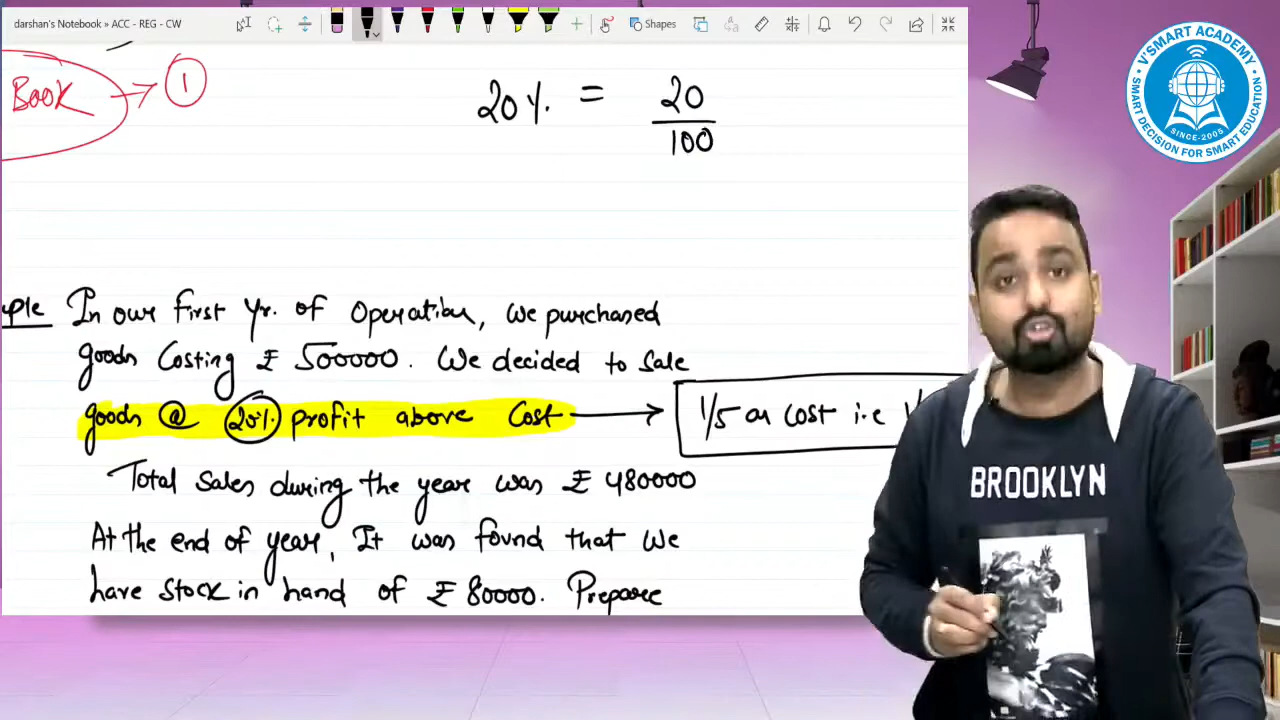 darshan's Notebook » ACC - REG - CW
Shapes
V'SMART ACADEMY
SMART DECISION FOR SMART EDUCATION
SINCE-2005
Book → 1
20% = 20
100
ple In our first Yr. of Operation, We purchased
goods Costing ₹ 500000. We decided to sale
goods @ 20% profit above Cost → 1/5 on cost i.e
Total sales during the year was ₹ 480000
At the end of year, It was found that We
have stock in hand of ₹ 80000. Prepare
BROOKLYN